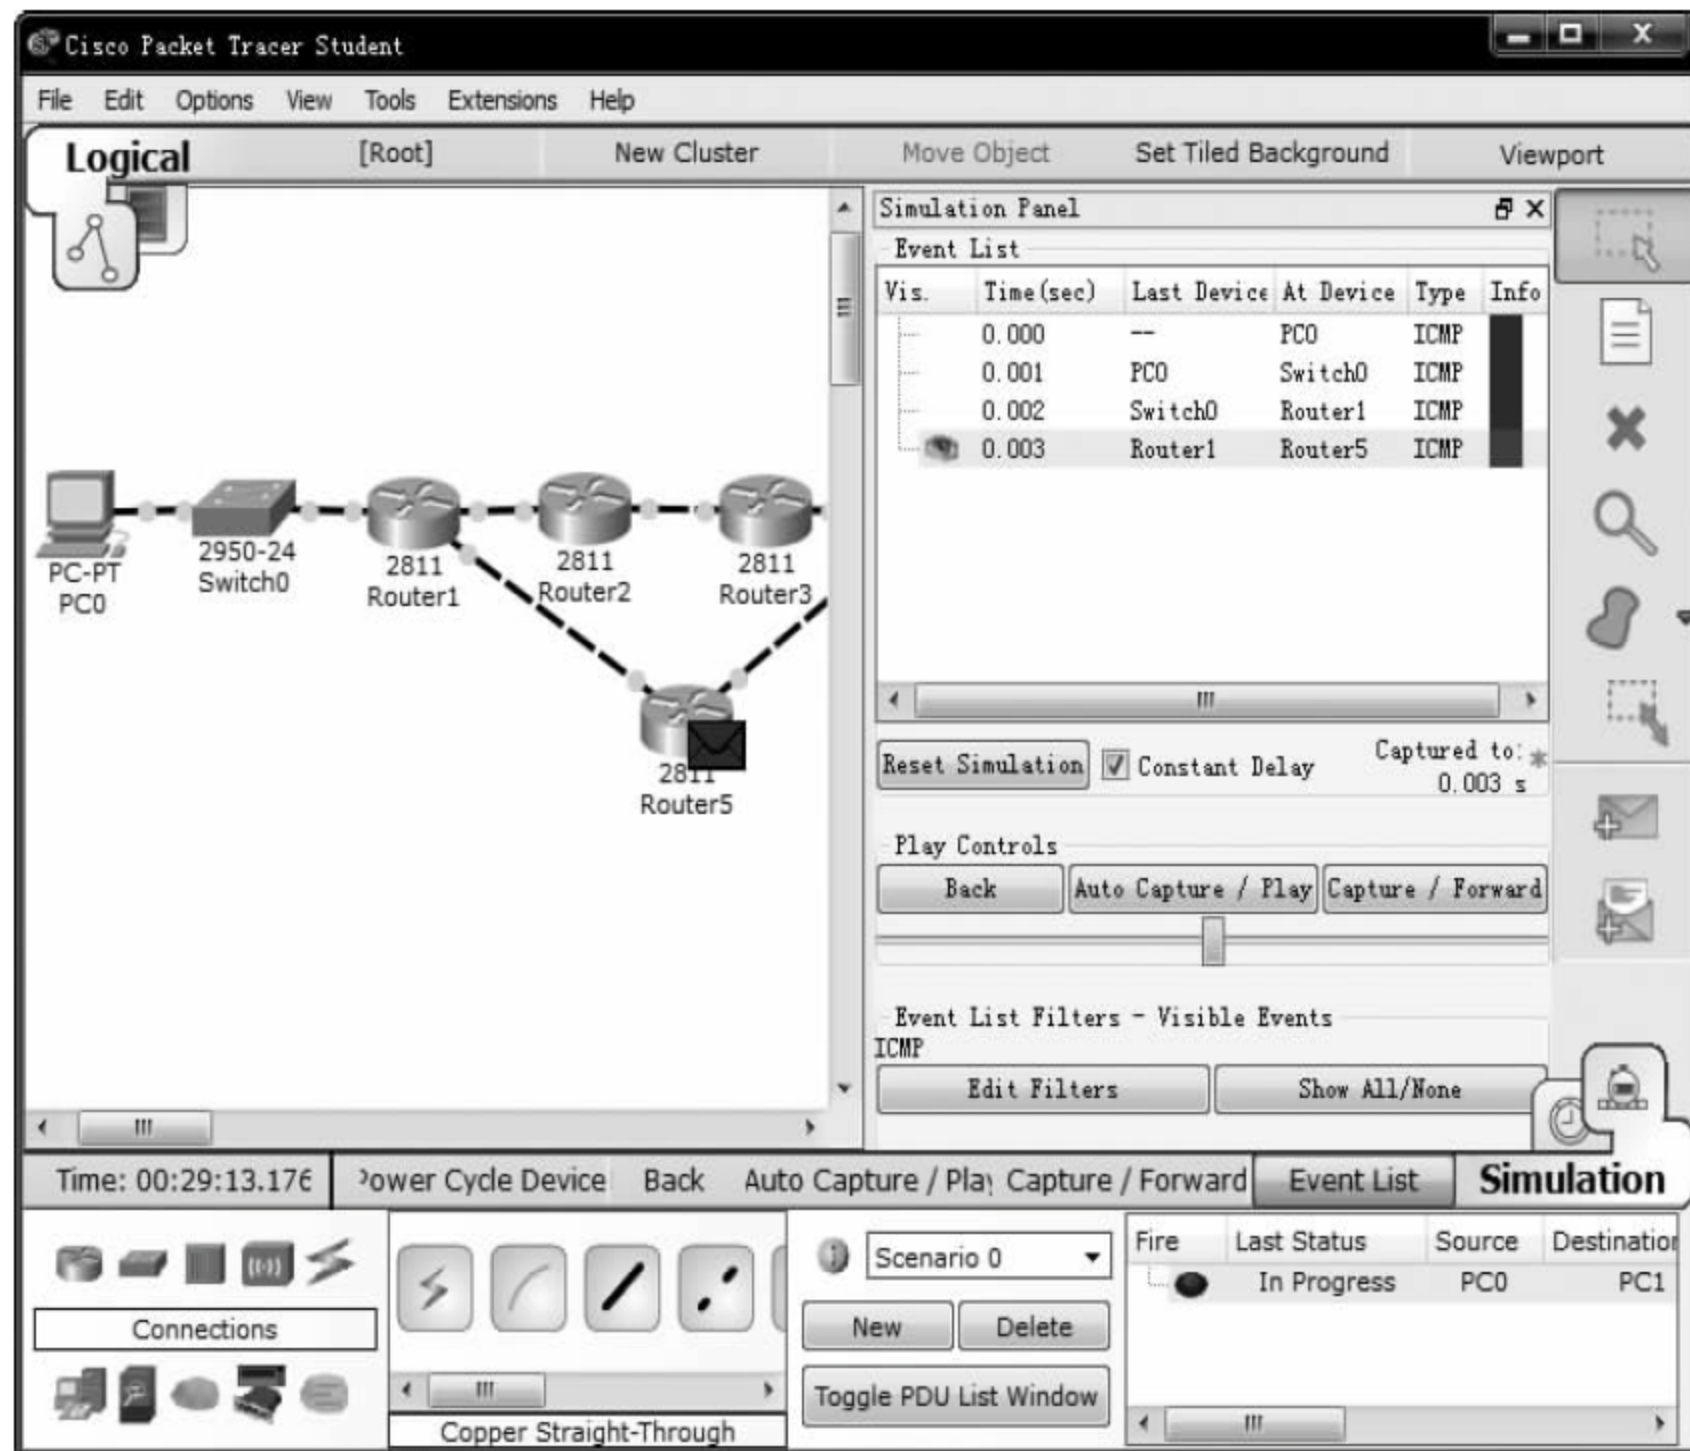 Cisco Packet Tracer Student
File Edit Options View Tools Extensions Help
Logical [Root] New Cluster Move Object Set Tiled Background Viewport
Simulation Panel
Event List
Vis. Time(sec) Last Device At Device Type Info
0.000 -- PC0 ICMP
0.001 PC0 Switch0 ICMP
0.002 Switch0 Router1 ICMP
0.003 Router1 Router5 ICMP
PC-PT
PC0
2950-24
Switch0
2811
Router1
2811
Router2
2811
Router3
2811
Router5
Reset Simulation Constant Delay Captured to:
0.003 s
Play Controls
Back Auto Capture / Play Capture / Forward
Event List Filters - Visible Events
ICMP
Edit Filters Show All/None
Time: 00:29:13.176 Power Cycle Device Back Auto Capture / Play Capture / Forward Event List Simulation
Connections
Copper Straight-Through
Scenario 0
New Delete
Toggle PDU List Window
Fire Last Status Source Destination
In Progress PC0 PC1